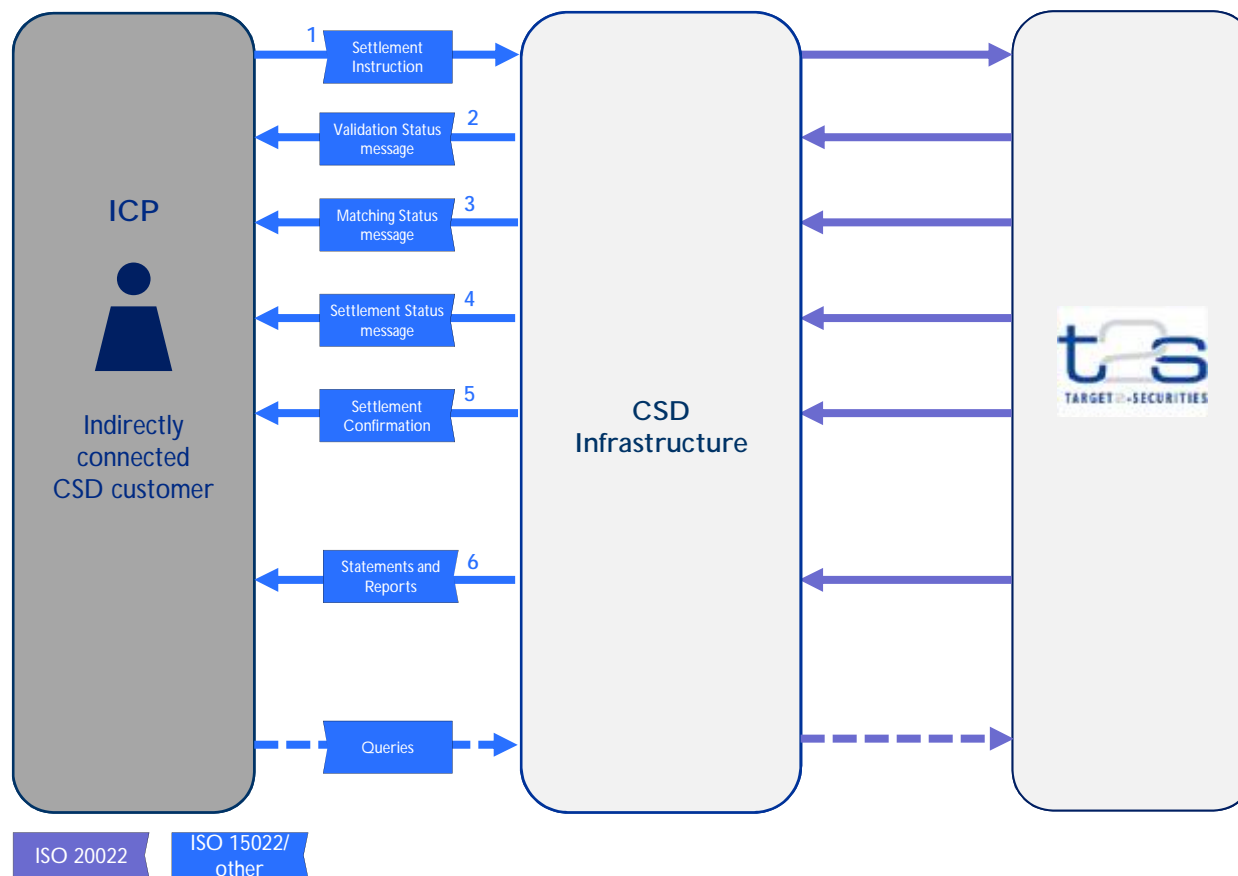 1
Settlement
Instruction
Validation Status
message
2
Matching Status
message
3
Settlement Status
message
4
Settlement
Confirmation
5
Statements and
Reports
6
Queries
ICP
Indirectly
connected
CSD customer
CSD
Infrastructure
t2s
TARGET2-SECURITIES
ISO 20022
ISO 15022/
other